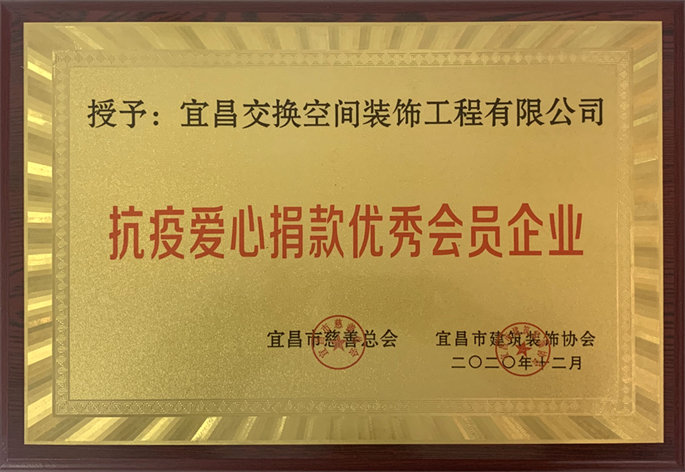 授予：宜昌交换空间装饰工程有限公司
抗疫爱心捐款优秀会员企业
宜昌市慈善总会 宜昌市建筑装饰协会
二〇二〇年十二月